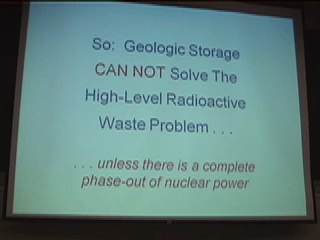 So: Geologic Storage
CAN NOT Solve The
High-Level Radioactive
Waste Problem . . .
. . . unless there is a complete
phase-out of nuclear power